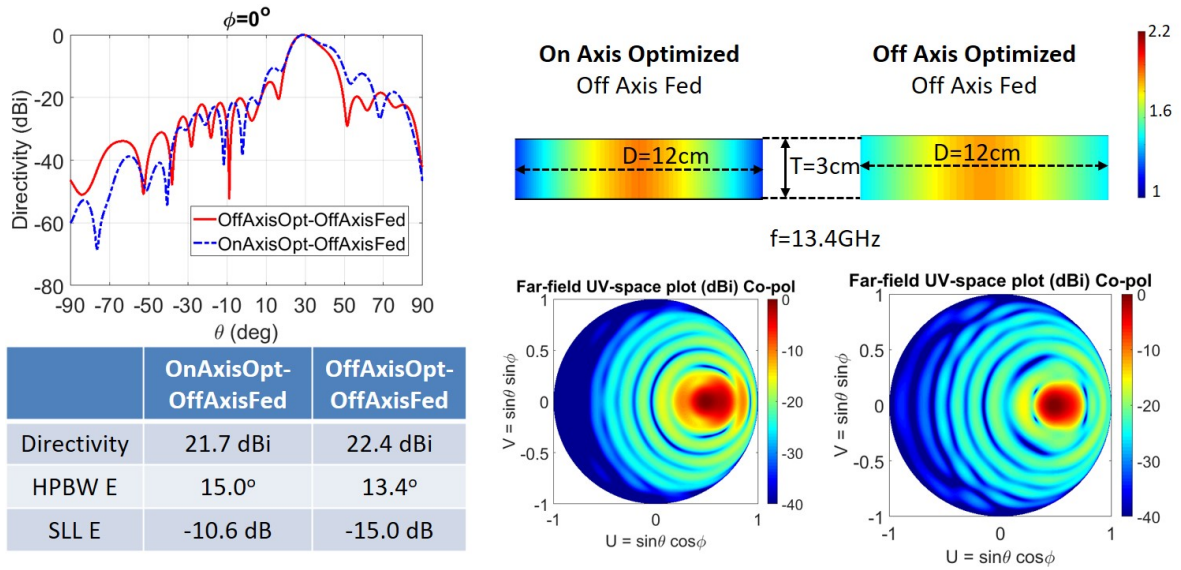 ϕ=0°
0
-20
-40
-60
-80
Directivity (dBi)
OffAxisOpt-OffAxisFed
OnAxisOpt-OffAxisFed
-90 -70 -50 -30 -10 10 30 50 70 90
θ (deg)
On Axis Optimized
Off Axis Fed
Off Axis Optimized
Off Axis Fed
2.2
1.6
1
D=12cm
T=3cm
D=12cm
f=13.4GHz
OnAxisOpt-OffAxisFed
OffAxisOpt-OffAxisFed
Directivity 21.7 dBi 22.4 dBi
HPBW E 15.0° 13.4°
SLL E -10.6 dB -15.0 dB
Far-field UV-space plot (dBi) Co-pol
1
0.5
0
-0.5
-1
V = sinθ sinϕ
-1 0 1
U = sinθ cosϕ
0
-10
-20
-30
-40
Far-field UV-space plot (dBi) Co-pol
1
0.5
0
-0.5
-1
V = sinθ sinϕ
-1 0 1
U = sinθ cosϕ
0
-10
-20
-30
-40